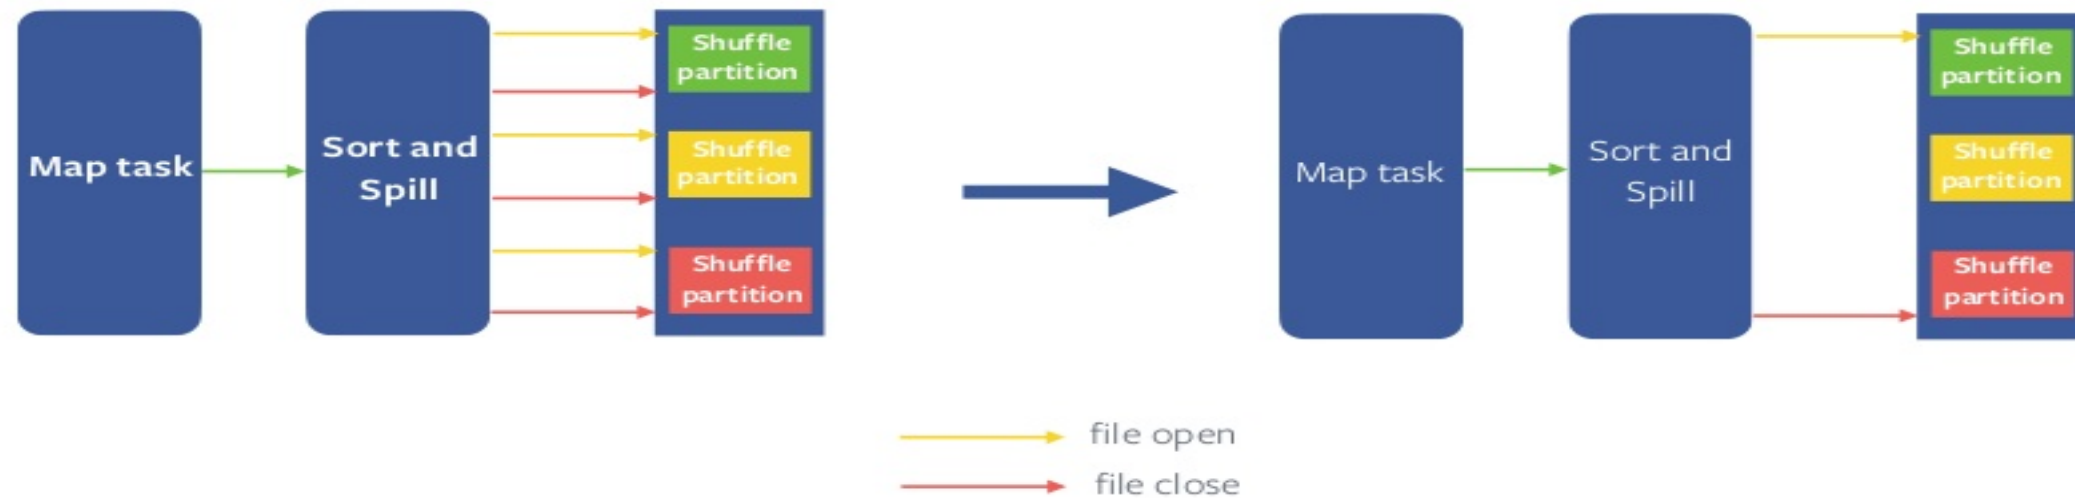 Map task
Sort and
Spill
Shuffle
partition
Shuffle
partition
Shuffle
partition
Map task
Sort and
Spill
Shuffle
partition
Shuffle
partition
Shuffle
partition
file open
file close